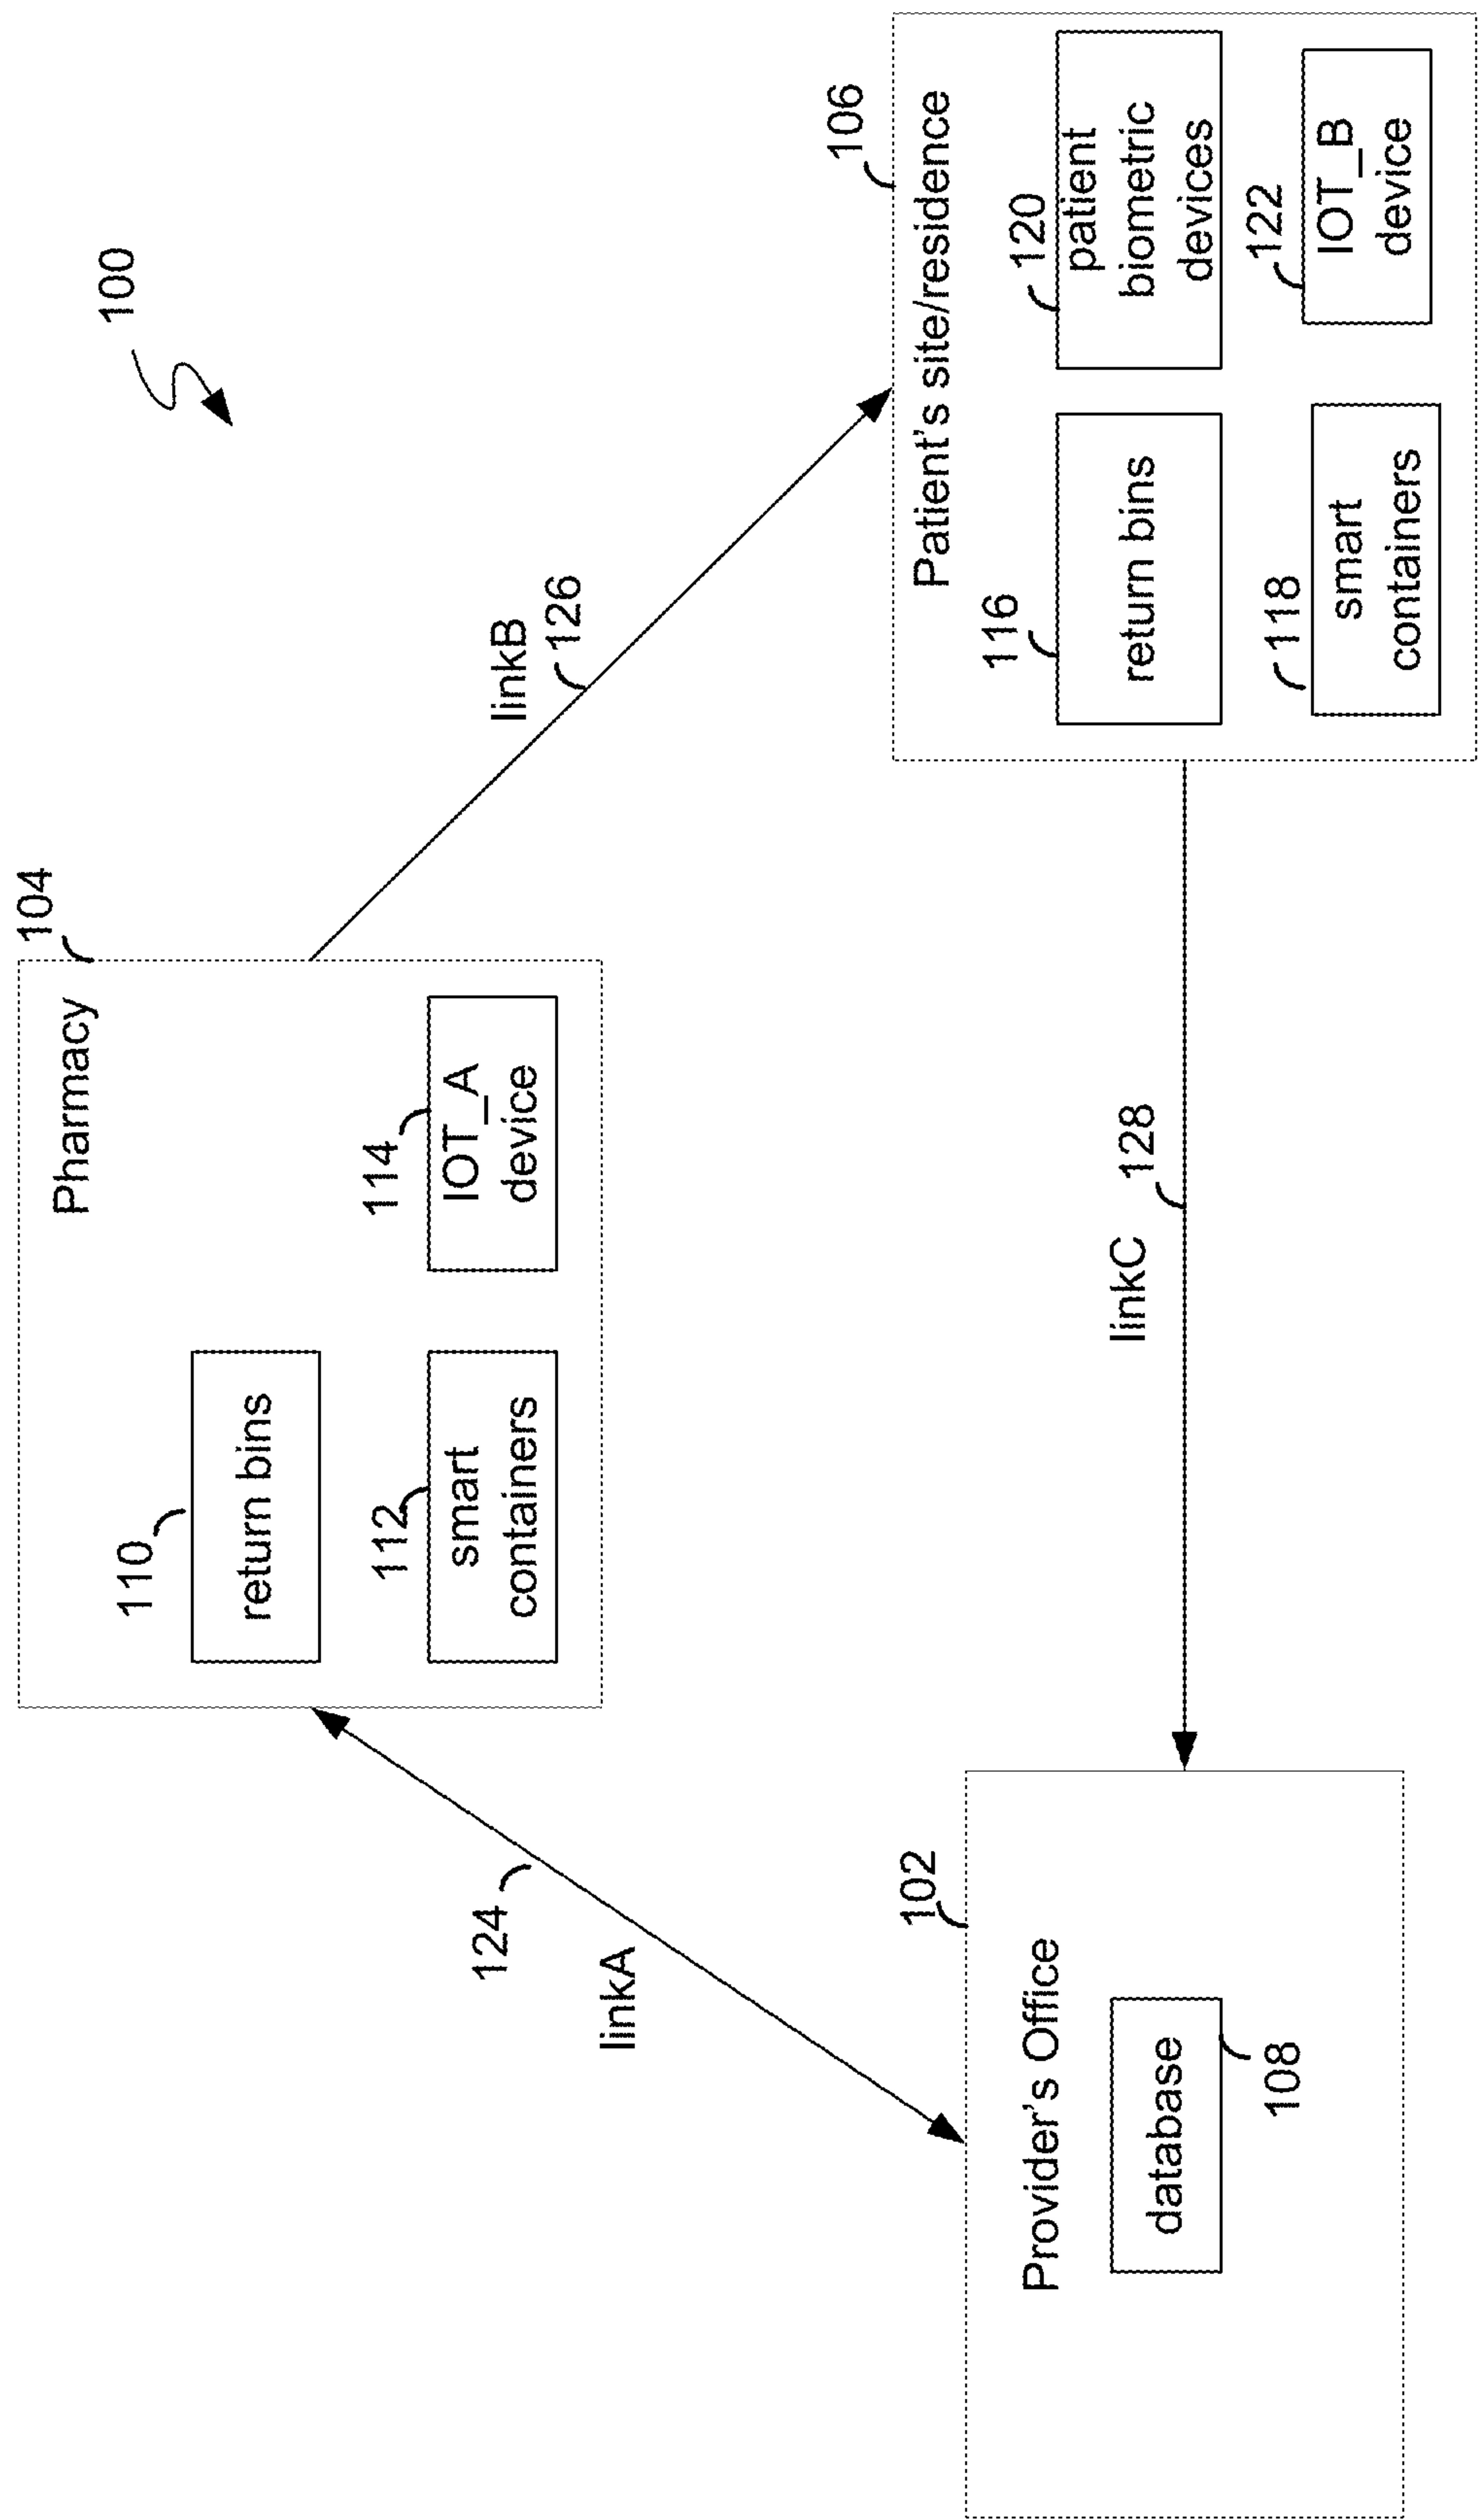 100
104
Pharmacy
110
return bins
112
smart
containers
114
IOT_A
device
124
linkA
linkB
126
102
Provider's Office
database
108
linkC
128
106
Patient's site/residence
116
return bins
120
patient
biometric
devices
118
smart
containers
122
IOT_B
device